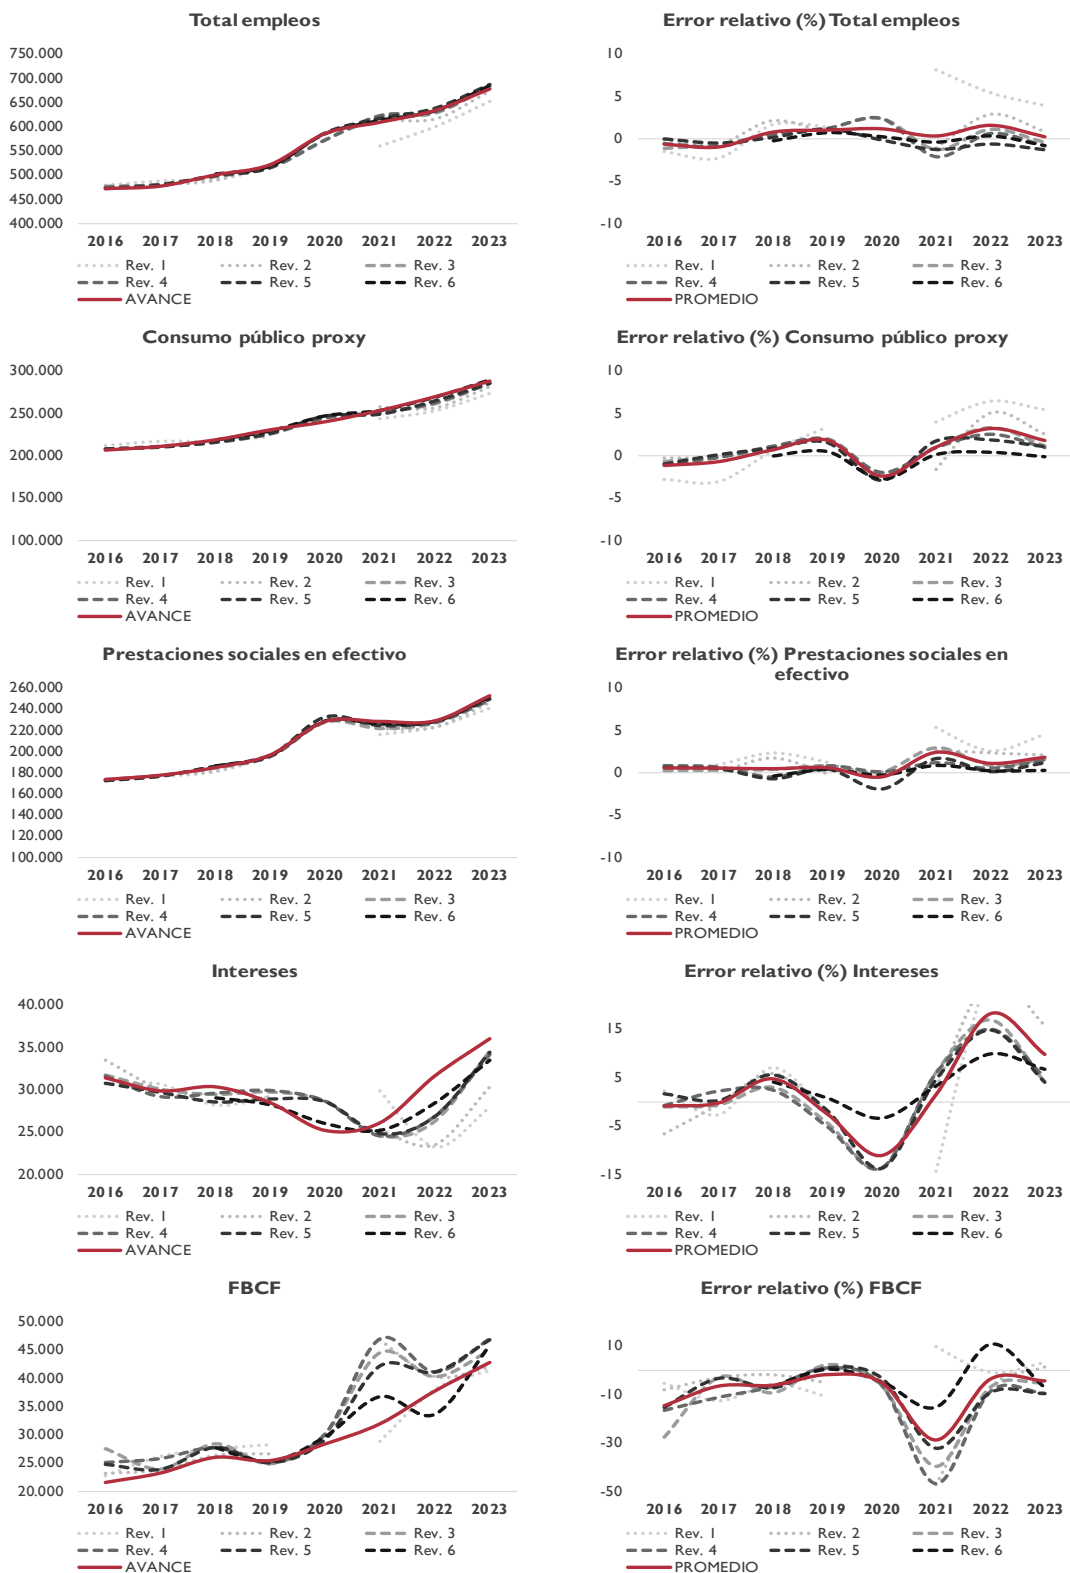 Total empleos
750.000
700.000
650.000
600.000
550.000
500.000
450.000
400.000
2016 2017 2018 2019 2020 2021 2022 2023
Rev. 1 Rev. 2 Rev. 3
Rev. 4 Rev. 5 Rev. 6
AVANCE
Error relativo (%) Total empleos
10
5
0
-5
-10
2016 2017 2018 2019 2020 2021 2022 2023
Rev. 1 Rev. 2 Rev. 3
Rev. 4 Rev. 5 Rev. 6
PROMEDIO
Consumo público proxy
300.000
250.000
200.000
150.000
100.000
2016 2017 2018 2019 2020 2021 2022 2023
Rev. 1 Rev. 2 Rev. 3
Rev. 4 Rev. 5 Rev. 6
AVANCE
Error relativo (%) Consumo público proxy
10
5
0
-5
-10
2016 2017 2018 2019 2020 2021 2022 2023
Rev. 1 Rev. 2 Rev. 3
Rev. 4 Rev. 5 Rev. 6
PROMEDIO
Prestaciones sociales en efectivo
260.000
240.000
220.000
200.000
180.000
160.000
140.000
120.000
100.000
2016 2017 2018 2019 2020 2021 2022 2023
Rev. 1 Rev. 2 Rev. 3
Rev. 4 Rev. 5 Rev. 6
AVANCE
Error relativo (%) Prestaciones sociales en
efectivo
10
5
0
-5
-10
2016 2017 2018 2019 2020 2021 2022 2023
Rev. 1 Rev. 2 Rev. 3
Rev. 4 Rev. 5 Rev. 6
PROMEDIO
Intereses
40.000
35.000
30.000
25.000
20.000
2016 2017 2018 2019 2020 2021 2022 2023
Rev. 1 Rev. 2 Rev. 3
Rev. 4 Rev. 5 Rev. 6
AVANCE
Error relativo (%) Intereses
15
5
-5
-15
2016 2017 2018 2019 2020 2021 2022 2023
Rev. 1 Rev. 2 Rev. 3
Rev. 4 Rev. 5 Rev. 6
PROMEDIO
FBCF
50.000
45.000
40.000
35.000
30.000
25.000
20.000
2016 2017 2018 2019 2020 2021 2022 2023
Rev. 1 Rev. 2 Rev. 3
Rev. 4 Rev. 5 Rev. 6
AVANCE
Error relativo (%) FBCF
10
-10
-30
-50
2016 2017 2018 2019 2020 2021 2022 2023
Rev. 1 Rev. 2 Rev. 3
Rev. 4 Rev. 5 Rev. 6
PROMEDIO